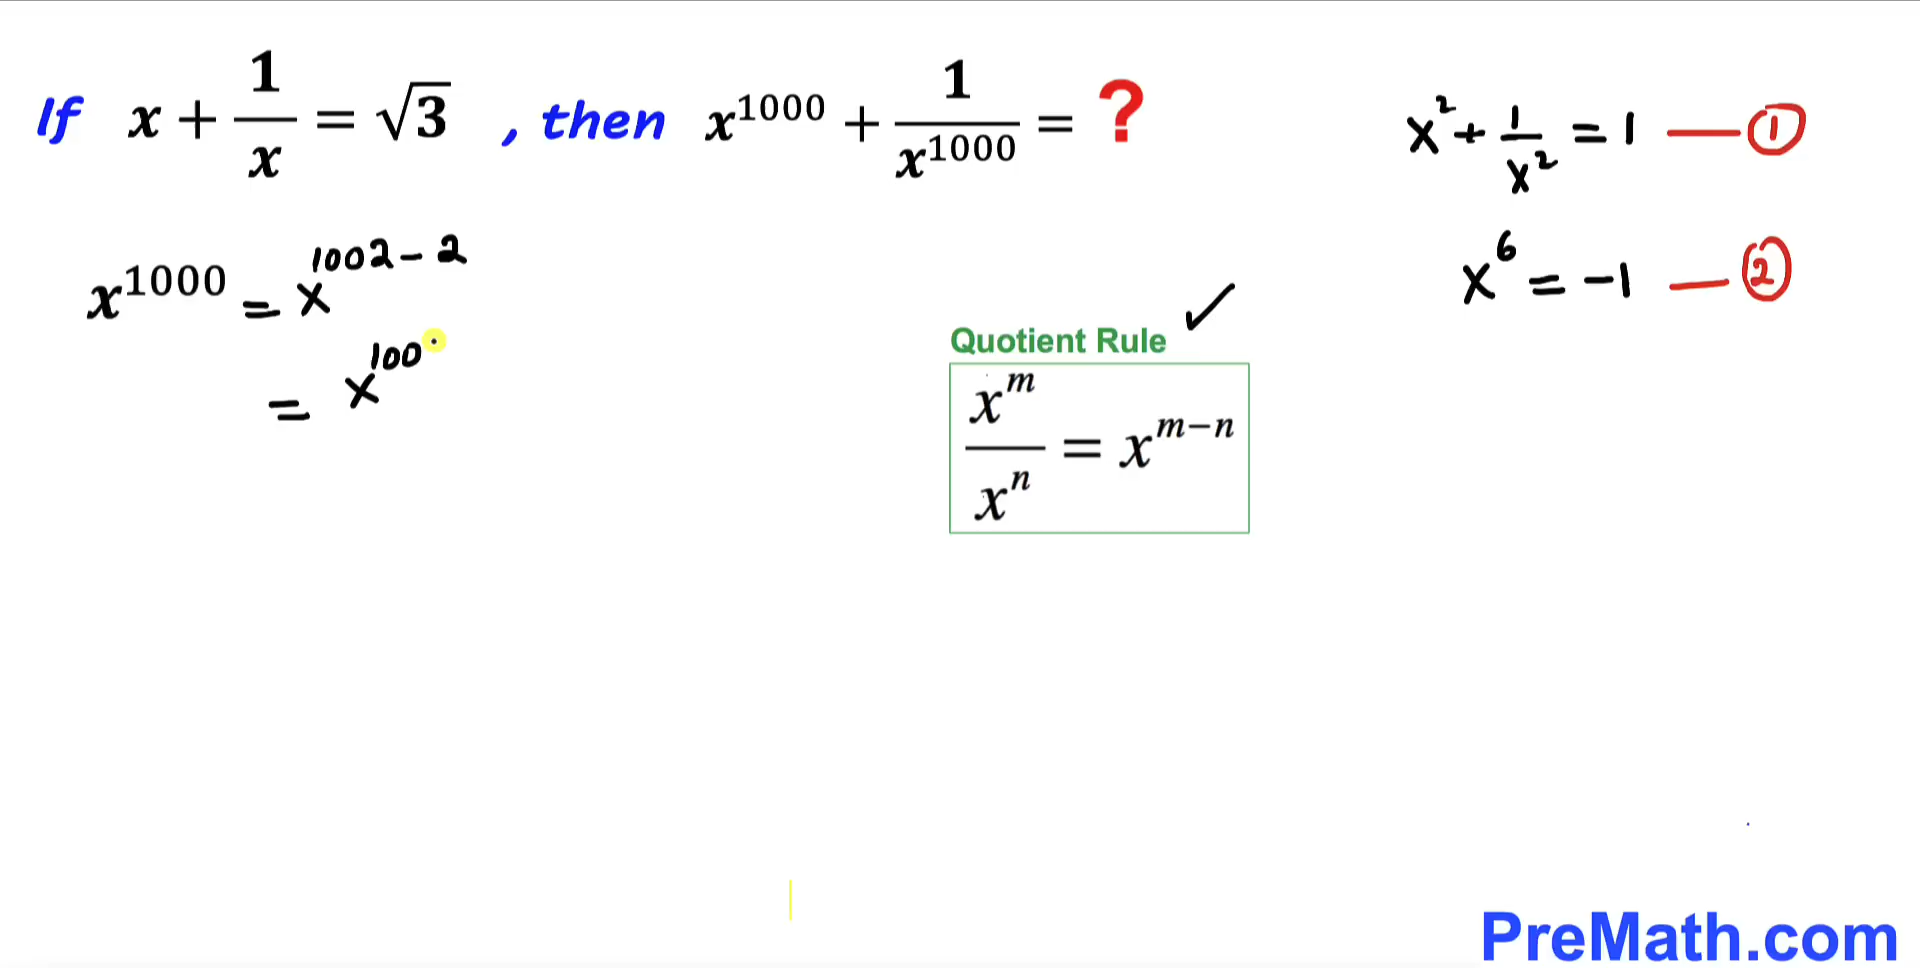 If x + 1/x = √3 , then x^1000 + 1/x^1000 = ?
x^2 + 1/x^2 = 1 — ①
x^6 = -1 — ②
x^1000 = x^1002-2
= x^100
Quotient Rule ✓
x^m/x^n = x^m-n
PreMath.com